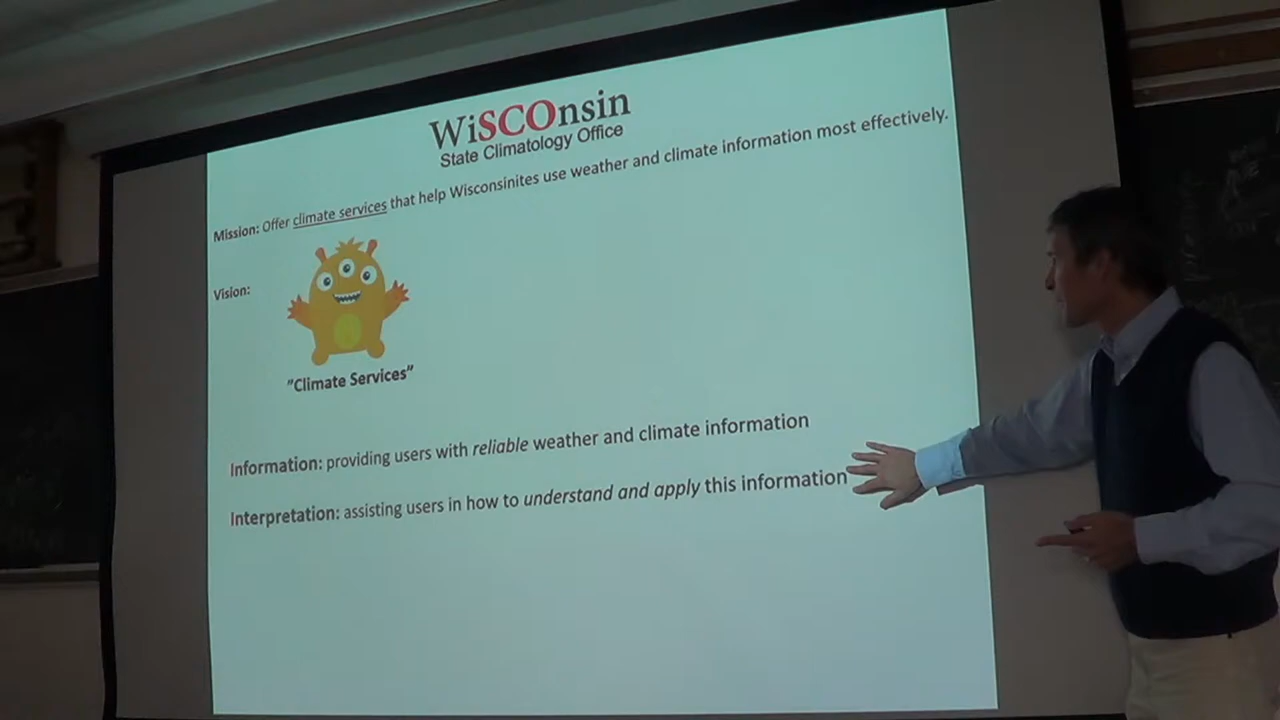 WiSCOnsin
State Climatology Office
Mission: Offer climate services that help Wisconsinites use weather and climate information most effectively.
Vision:
"Climate Services"
Information: providing users with reliable weather and climate information
Interpretation: assisting users in how to understand and apply this information